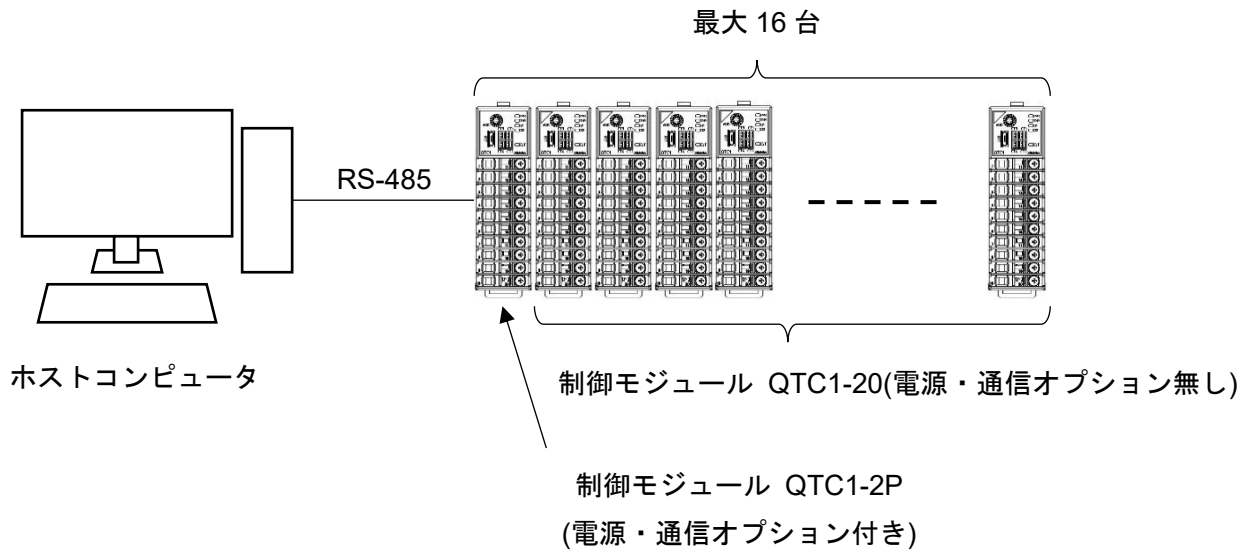 最大 16 台
RS-485
ホストコンピュータ
制御モジュール QTC1-20(電源・通信オプション無し)
制御モジュール QTC1-2P
(電源・通信オプション付き)